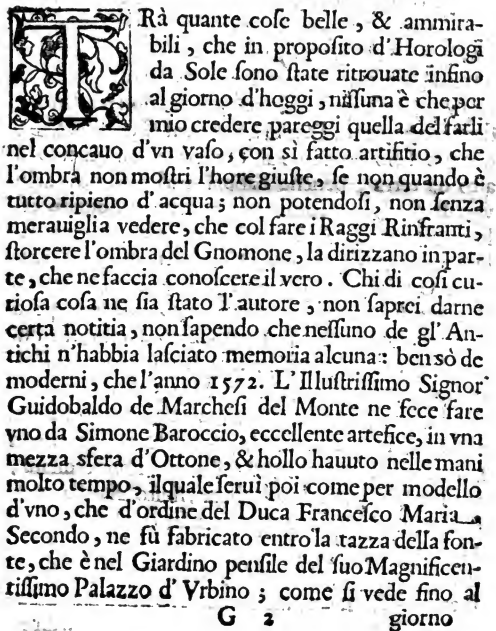 TRà quante coſe belle, & ammira-
bili, che in propoſito d'Horologi
da Sole ſono ſtate ritrouate infino
al giorno d'hoggi, niſſuna è che per
mio credere pareggi quella del farli
nel concauo d'vn vaſo, con sì fatto artifitio, che
l'ombra non moſtri l'hore giuſte, ſe non quando è
tutto ripieno d'acqua; non potendoſi, non ſenza
merauiglia vedere, che col fare i Raggi Rinfranti,
ſtorcere l'ombra del Gnomone, la dirizzano in par-
te, che ne faccia conoſcere il vero. Chi di coſi cu-
rioſa coſa ne ſia ſtato l'autore, non ſaprei darne
certa notitia, non ſapendo che neſſuno de gl'An-
tichi n'habbia laſciato memoria alcuna: ben sò de
moderni, che l'anno 1572. L'Illuſtriſſimo Signor
Guidobaldo de Marcheſi del Monte ne fece fare
vno da Simone Baroccio, eccellente artefice, in vna
mezza sfera d'Ottone, & hollo hauuto nelle mani
molto tempo, il quale ſeruì poi come per modello
d'vno, che d'ordine del Duca Franceſco Maria
Secondo, ne fù fabricato entro la tazza della fon-
te, che è nel Giardino penſile del ſuo Magnificen-
tiſſimo Palazzo d'Vrbino; come ſi vede fino al
G 2 giorno